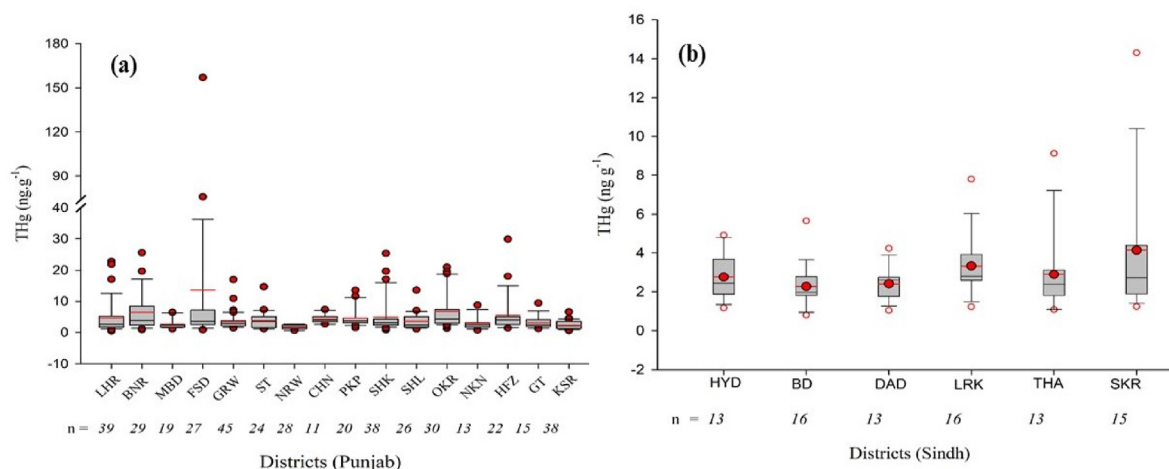 (a)
THg (ng.g-1)
180
150
120
90
40
30
20
10
0
-10
LHR BNR MBD FSD GRW ST NRW CHN PKP SHK SHL OKR NKN HFZ GT KSR
n = 39 29 19 27 45 24 28 11 20 38 26 30 13 22 15 38
Districts (Punjab)
(b)
THg (ng g-1)
16
14
12
10
8
6
4
2
0
HYD BD DAD LRK THA SKR
n = 13 16 13 16 13 15
Districts (Sindh)